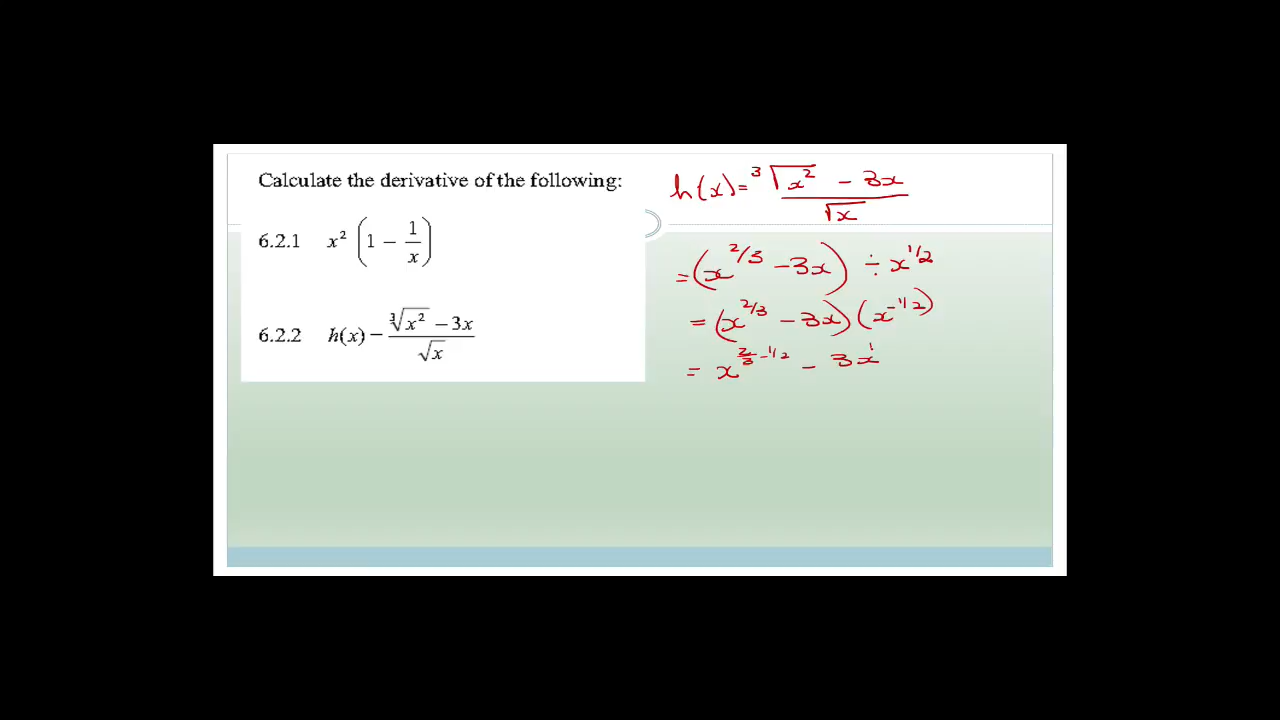 Calculate the derivative of the following:
6.2.1 x² (1 − 1/x)
6.2.2 h(x) − (∛x² − 3x)/√x
h(x) = (∛x² − 3x)/√x
= (x^2/3 − 3x) ÷ x^1/2
= (x^2/3 − 3x)(x^−1/2)
= x^2/3 − 1/2 − 3x^1